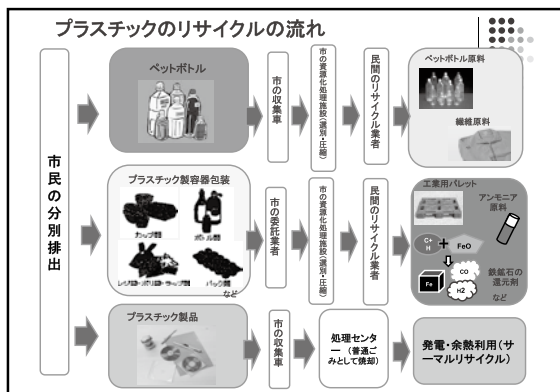 プラスチックのリサイクルの流れ
市民の分別排出
ペットボトル
市の収集車
市の資源化処理施設(選別・圧縮)
民間のリサイクル業者
ペットボトル原料
繊維原料
プラスチック製容器包装
カップ類
ボトル類
レジ袋・ポリ袋・ラップ類
パック類
など
市の委託業者
市の資源化処理施設(選別・圧縮)
民間のリサイクル業者
工業用パレット
アンモニア
原料
C+
H
+
FeO
Fe
CO
H2
鉄鉱石の
還元剤
など
プラスチック製品
市の収集車
処理センタ
ー (普通ご
みとして焼却)
発電・余熱利用(サ
ーマルリサイクル)